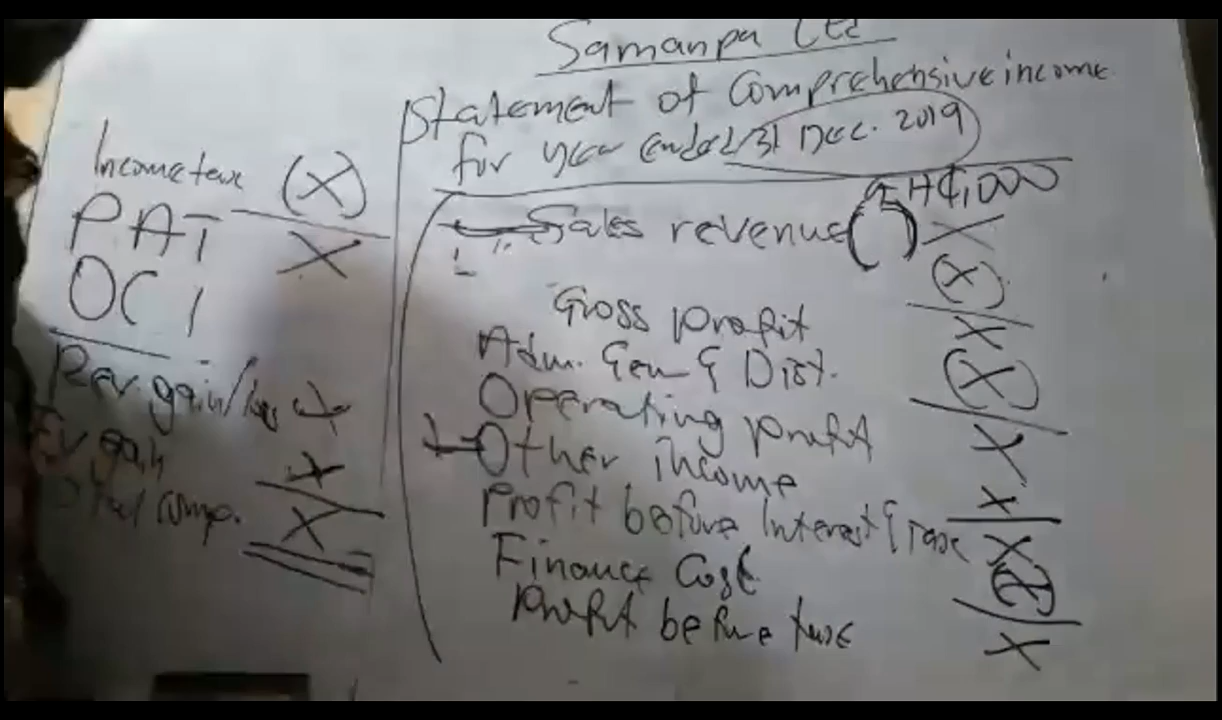 Samanpa Ltd
Statement of Comprehensive income
for year ended 31 Dec. 2019
GH₵,000
Sales revenue ( ) X
(X)
Gross profit X
Adm. Gen & Dist. (X)
Operating profit X
Other income X
Profit before Interest & Tax X
Finance Cost (X)
Profit before tax X
Income tax (X)
PAT X
OCI
Rev gain/loss X
gain X
comp. X